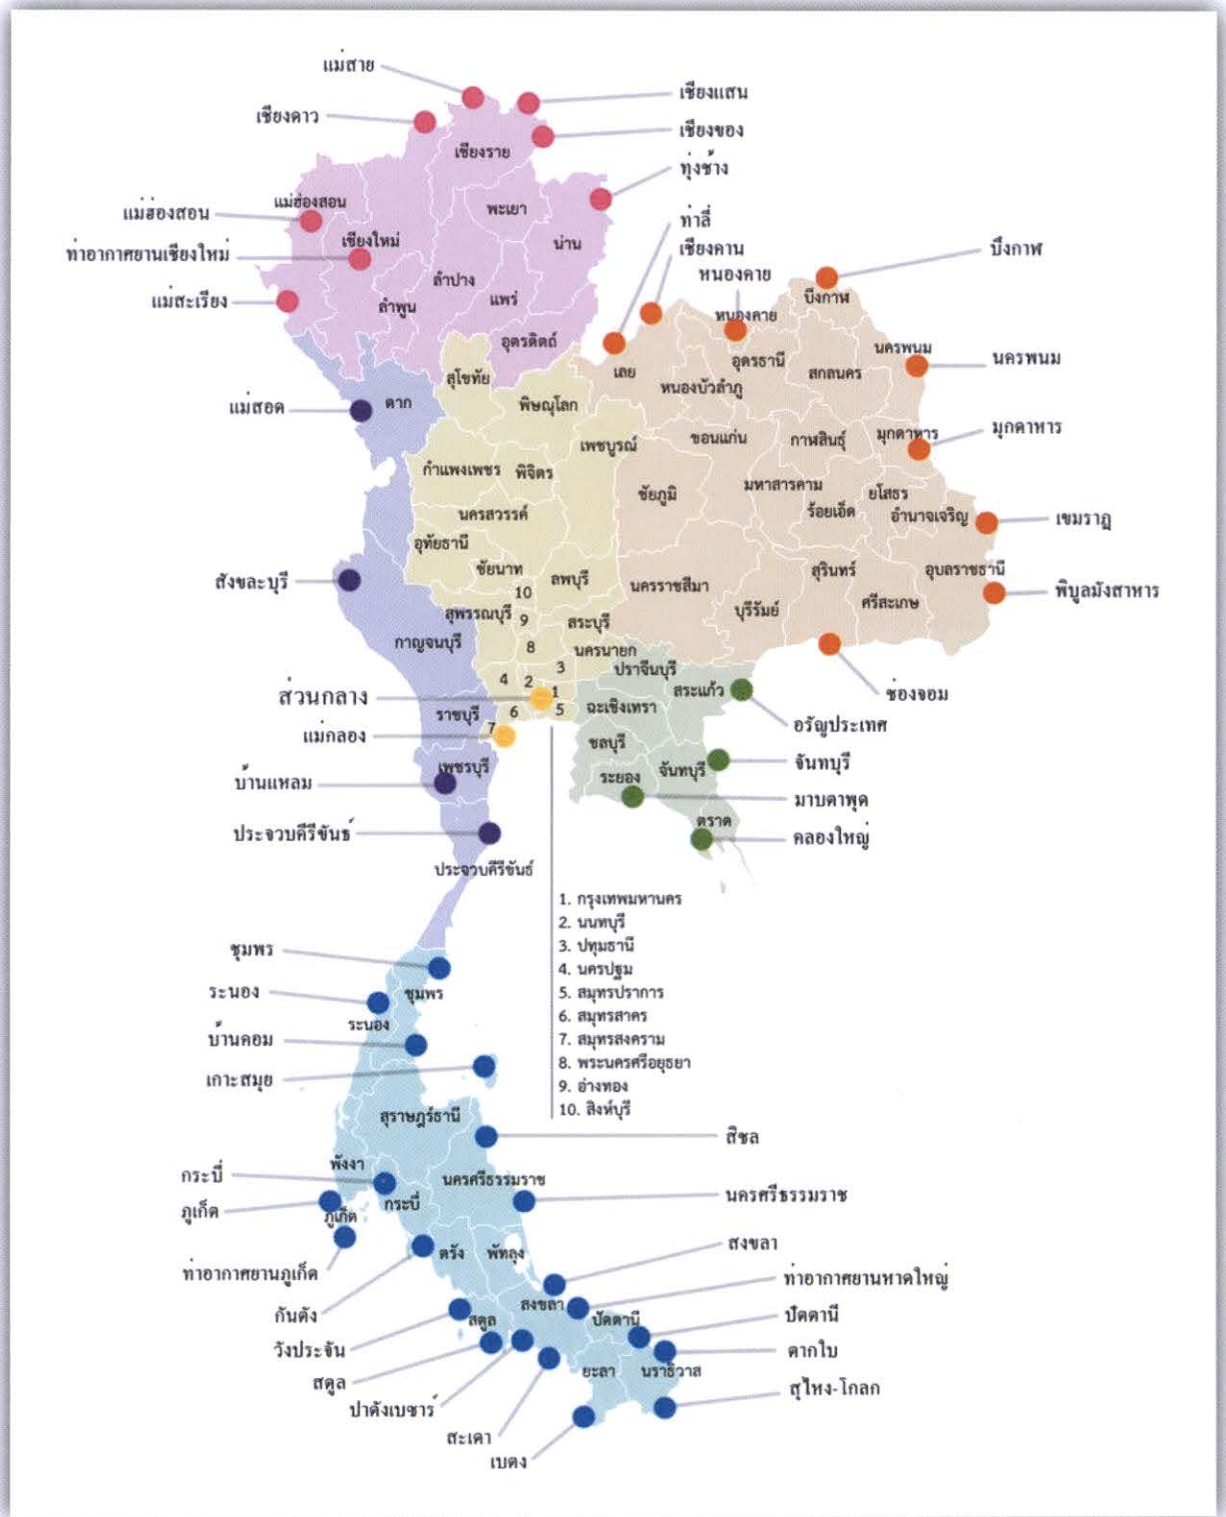 แม่สาย
เชียงแสน
เชียงดาว
เชียงของ
เชียงราย
ทุ่งช้าง
แม่ฮ่องสอน
แม่ฮ่องสอน
พะเยา
ท่าลี่
น่าน
เชียงใหม่
ท่าอากาศยานเชียงใหม่
เชียงคาน
บึงกาฬ
หนองคาย
ลำปาง
แม่สะเรียง
ลำพูน
แพร่
บึงกาฬ
หนองคาย
อุตรดิตถ์
นครพนม
นครพนม
อุดรธานี
สกลนคร
เลย
สุโขทัย
หนองบัวลำภู
แม่สอด
ตาก
พิษณุโลก
มุกดาหาร
มุกดาหาร
เพชบูรณ์
ขอนแก่น
กาฬสินธุ์
กำแพงเพชร
พิจิตร
มหาสารคาม
ชัยภูมิ
ยโสธร
ร้อยเอ็ด
อำนาจเจริญ
เขมราฏ
นครสวรรค์
อุทัยธานี
ชัยนาท
ลพบุรี
สุรินทร์
อุบลราชธานี
สังขละบุรี
นครราชสีมา
พิบูลมังสาหาร
10
สุพรรณบุรี
9
สระบุรี
บุรีรัมย์
ศรีสะเกษ
กาญจนบุรี
8
นครนายก
3
ปราจีนบุรี
4
2
สระแก้ว
ช่องจอม
ส่วนกลาง
1
5
ฉะเชิงเทรา
ราชบุรี
6
อรัญประเทศ
7
แม่กลอง
ชลบุรี
จันทบุรี
เพชรบุรี
ระยอง
จันทบุรี
บ้านแหลม
มาบตาพุด
ประจวบคีรีขันธ์
ตราด
คลองใหญ่
ประจวบคีรีขันธ์
1. กรุงเทพมหานคร
2. นนทบุรี
3. ปทุมธานี
4. นครปฐม
5. สมุทรปราการ
6. สมุทรสาคร
7. สมุทรสงคราม
8. พระนครศรีอยุธยา
9. อ่างทอง
10. สิงห์บุรี
ชุมพร
ระนอง
ชุมพร
ระนอง
บ้านดอม
เกาะสมุย
สุราษฎร์ธานี
สิชล
พังงา
กระบี่
นครศรีธรรมราช
นครศรีธรรมราช
กระบี่
ภูเก็ต
ภูเก็ต
ตรัง
พัทลุง
สงขลา
ท่าอากาศยานภูเก็ต
ท่าอากาศยานหาดใหญ่
สงขลา
กันตัง
ปัตตานี
ปัตตานี
สตูล
วังประจัน
ตากใบ
ยะลา
นราธิวาส
สตูล
สุไหง-โกลก
ปาดังเบซาร์
สะเดา
เบตง